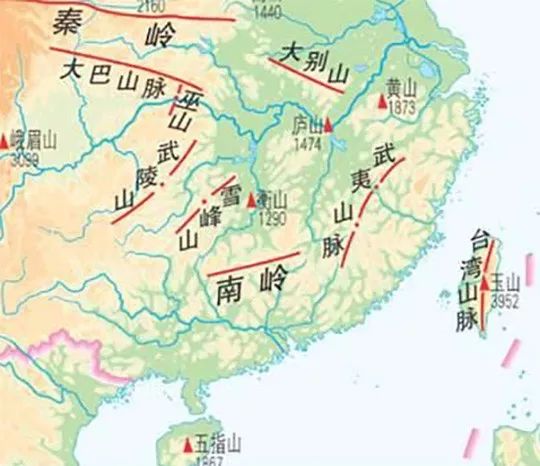 2160
1440
秦岭
大别山
大巴山脉
黄山
1873
巫山
庐山
1474
峨眉山
3099
武陵山
武夷山脉
雪峰山
衡山
1290
南岭
台湾山脉
玉山
3952
五指山
1867